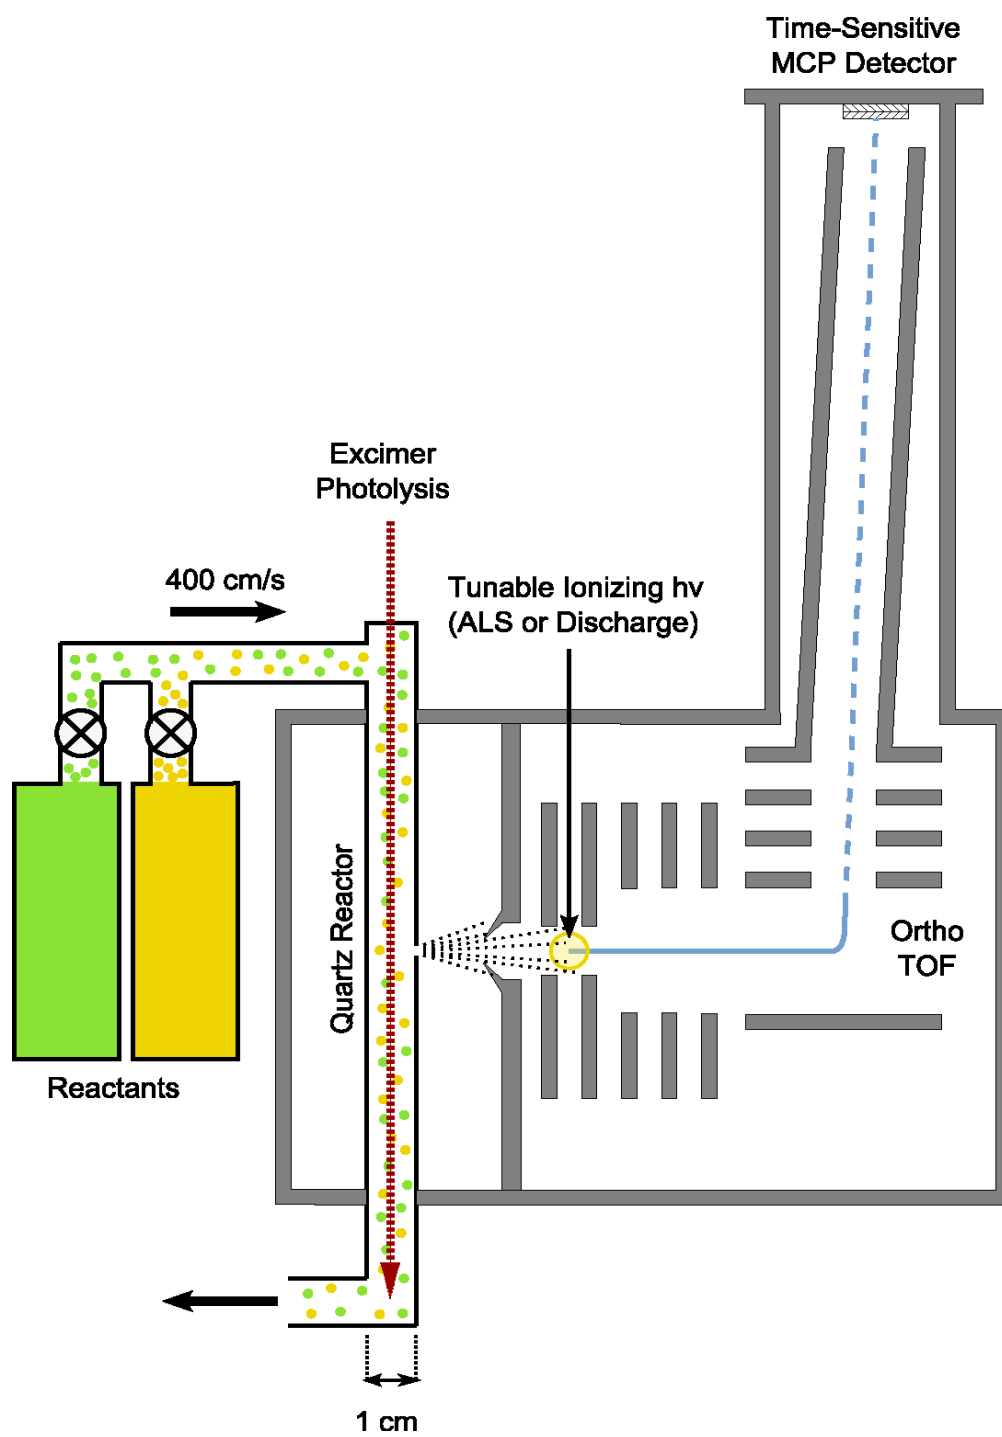 Time-Sensitive
MCP Detector
Excimer
Photolysis
400 cm/s
Tunable Ionizing hv
(ALS or Discharge)
Quartz Reactor
Ortho
TOF
Reactants
1 cm